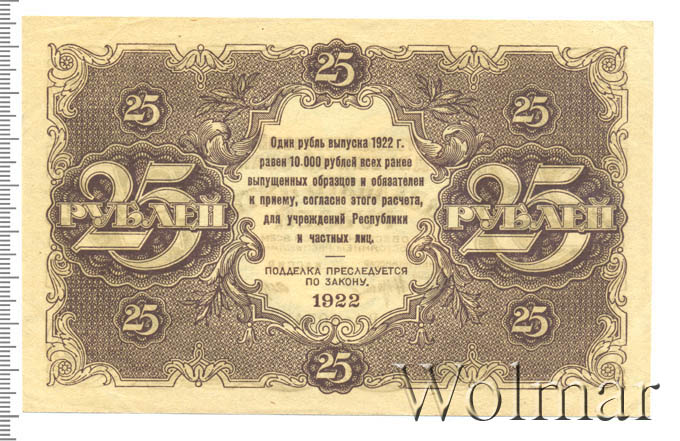 25
25
25
25 РУБЛЕЙ
Один рубль выпуска 1922 г.
равен 10.000 рублей всех ранее
выпущенных образцов и обязателен
к приему, согласно этого расчета,
для учреждений Республики
и частных лиц.
ПОДДЕЛКА ПРЕСЛЕДУЕТСЯ
ПО ЗАКОНУ.
1922
25 РУБЛЕЙ
25
25
25
Wolmar